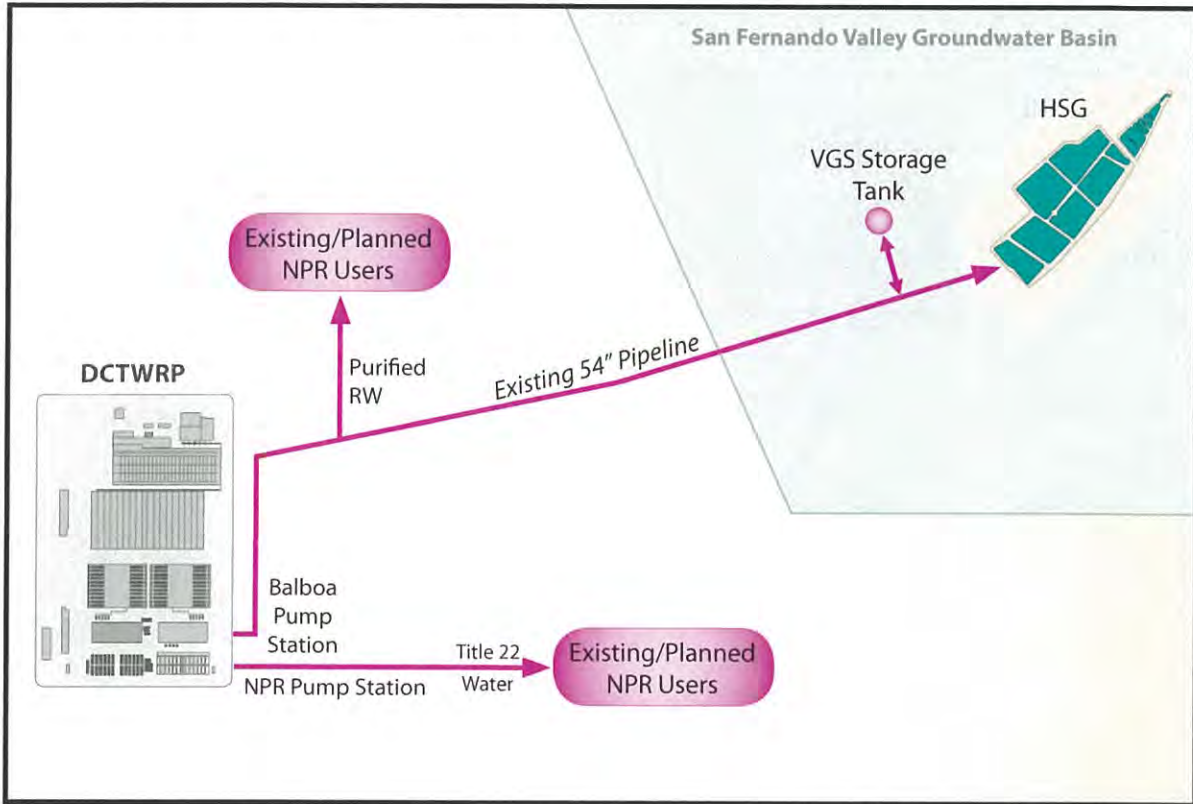 San Fernando Valley Groundwater Basin
HSG
VGS Storage
Tank
Existing/Planned
NPR Users
Purified
RW
Existing 54" Pipeline
DCTWRP
Balboa
Pump
Station
NPR Pump Station
Title 22
Water
Existing/Planned
NPR Users